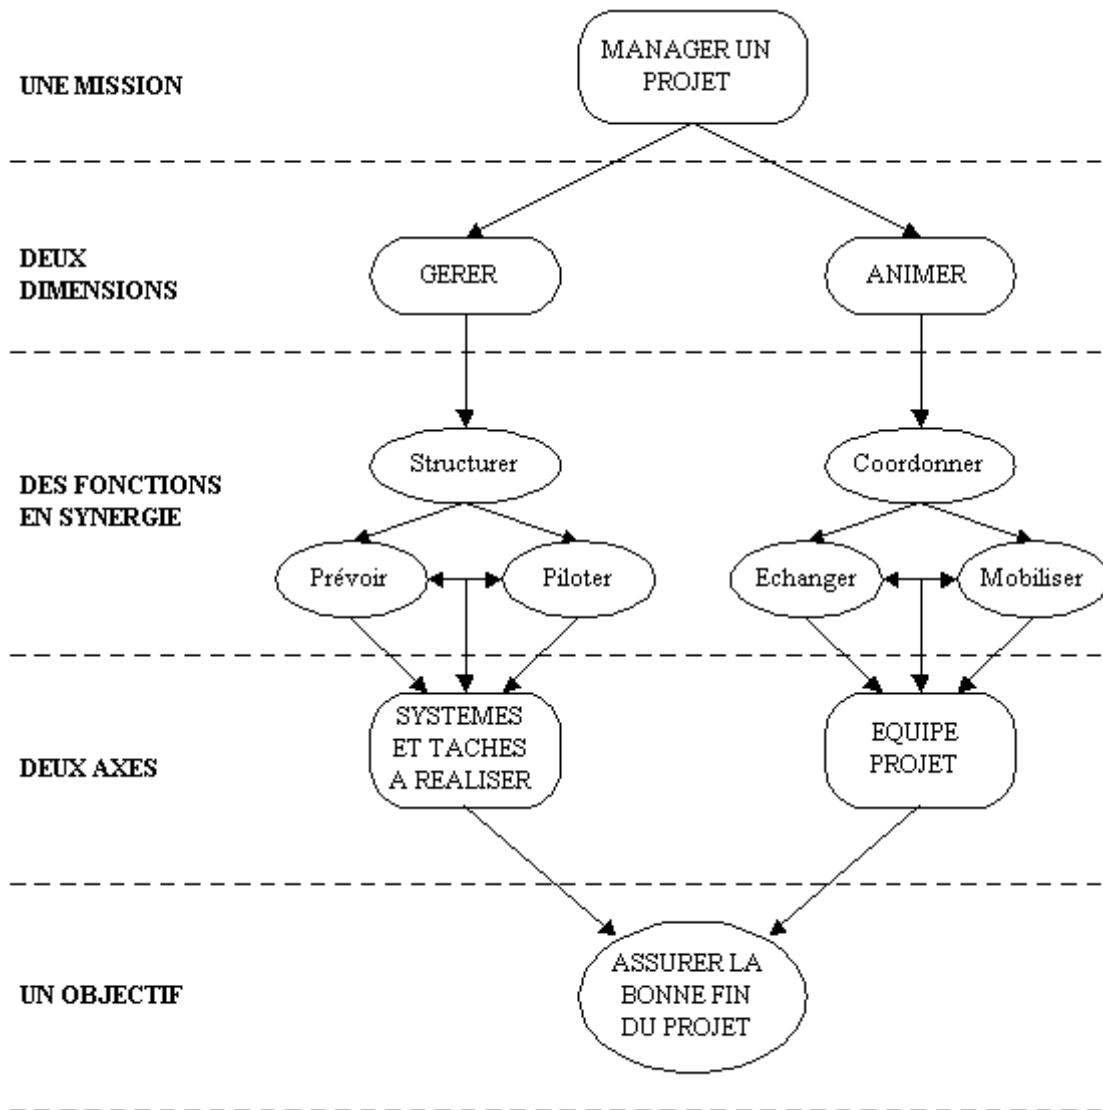 MANAGER UN
PROJET
UNE MISSION
DEUX
DIMENSIONS
GERER
ANIMER
Structurer
Coordonner
DES FONCTIONS
EN SYNERGIE
Prévoir
Piloter
Echanger
Mobiliser
DEUX AXES
SYSTEMES
ET TACHES
A REALISER
EQUIPE
PROJET
UN OBJECTIF
ASSURER LA
BONNE FIN
DU PROJET